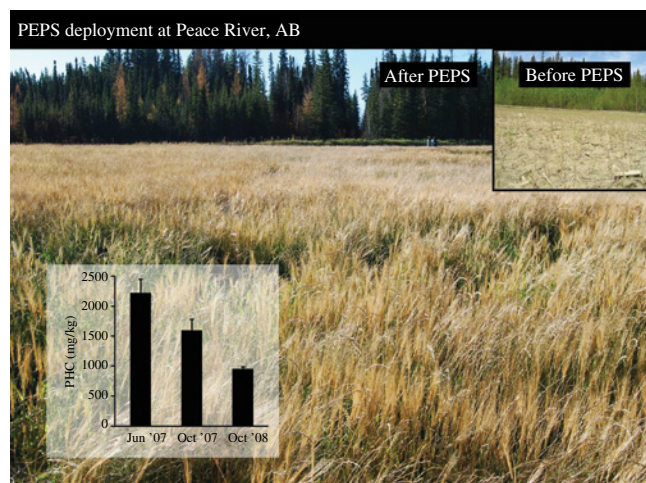 PEPS deployment at Peace River, AB
After PEPS
Before PEPS
PHC (mg/kg)
2500
2000
1500
1000
500
0
Jun ’07 Oct ’07 Oct ’08